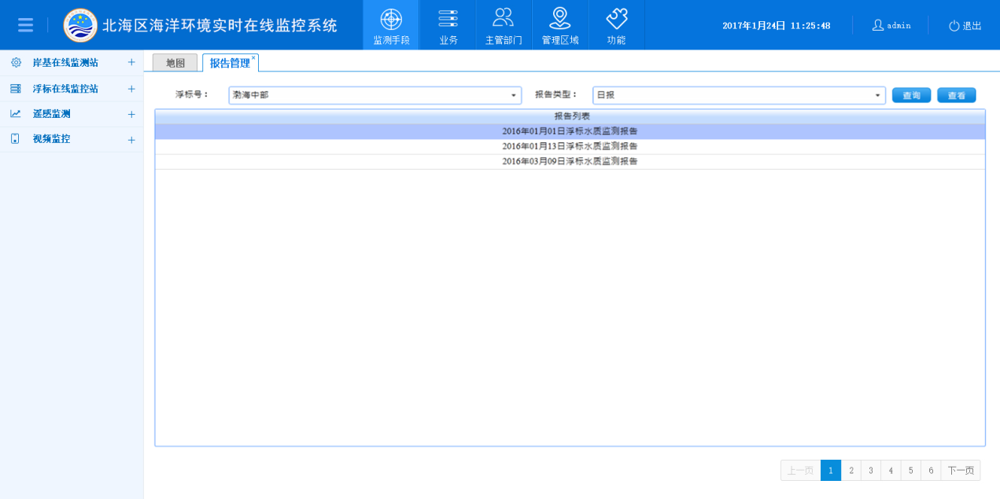 北海区海洋环境实时在线监控系统
监测手段 业务 主管部门 管理区域 功能
2017年1月24日 11:25:48 admin 退出
岸基在线监测站 +
浮标在线监控站 +
遥感监测 +
视频监控 +
地图 报告管理 ×
浮标号: 渤海中部 报告类型: 日报 查询 查看
报告列表
2016年01月01日浮标水质监测报告
2016年01月13日浮标水质监测报告
2016年03月09日浮标水质监测报告
上一页 1 2 3 4 5 6 下一页